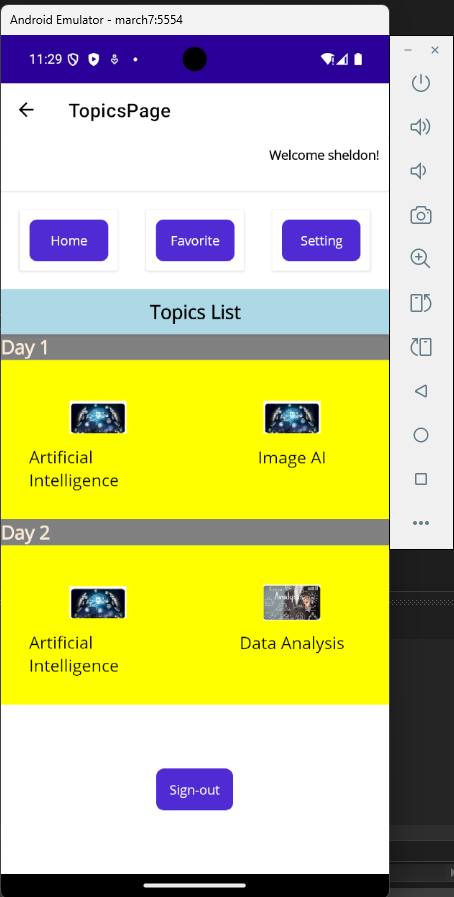 Android Emulator - march7:5554
11:29
TopicsPage
Welcome sheldon!
Home Favorite Setting
Topics List
Day 1
Artificial Intelligence
Image AI
Day 2
Artificial Intelligence
Data Analysis
Sign-out